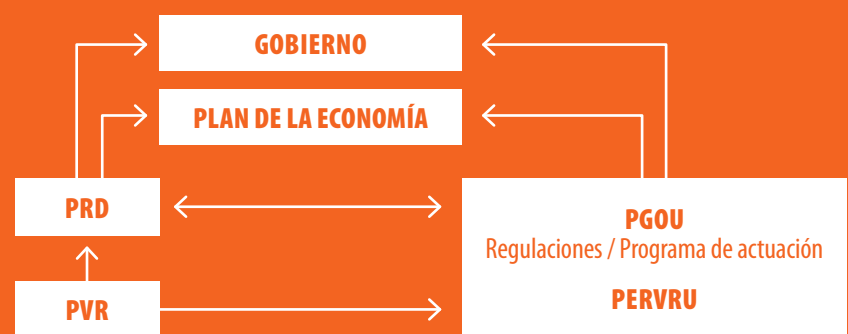 GOBIERNO
PLAN DE LA ECONOMÍA
PRD
PGOU
Regulaciones / Programa de actuación
PERVRU
PVR